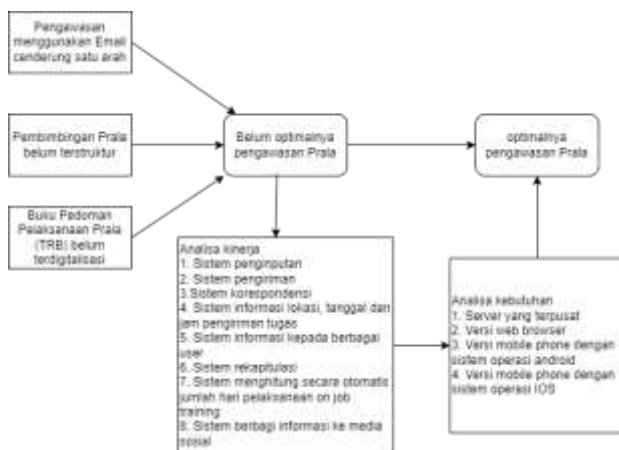 Pengawasan
menggunakan Email
cenderung satu arah
Pembimbingan Prala
belum terstruktur
Buku Pedoman
Pelaksanaan Prala
(TRB) belum
terdigitalisasi
Belum optimalnya
pengawasan Prala
optimalnya
pengawasan Prala
Analisa kinerja
1. Sistem penginputan
2. Sistem pengiriman
3.Sistem korespondensi
4. Sistem informasi lokasi, tanggal dan
jam pengiriman tugas
5. Sistem informasi kepada berbagai
user
6. Sistem rekapitulasi
7. Sistem menghitung secara otomatis
jumlah hari pelaksanaan on job
training
8. Sistem berbagi informasi ke media
sosial
Analisa kebutuhan
1. Server yang terpusat
2. Versi web browser
3. Versi mobile phone dengan
sistem operasi android
4. Versi mobile phone dengan
sistem operasi IOS